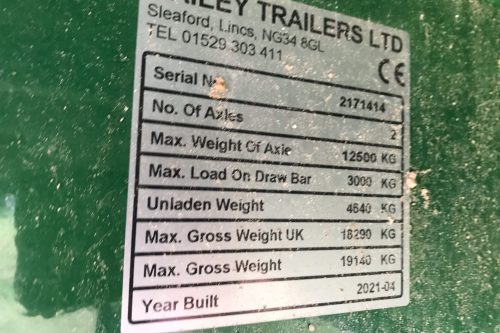 ILEY TRAILERS LTD
Sleaford, Lincs, NG34 8GL
TEL 01529 303 411
CE
Serial No. 2171414
No. Of Axles 2
Max. Weight Of Axle 12500 KG
Max. Load On Draw Bar 3000 KG
Unladen Weight 4640 KG
Max. Gross Weight UK 18290 KG
Max. Gross Weight 19140 KG
Year Built 2021-04